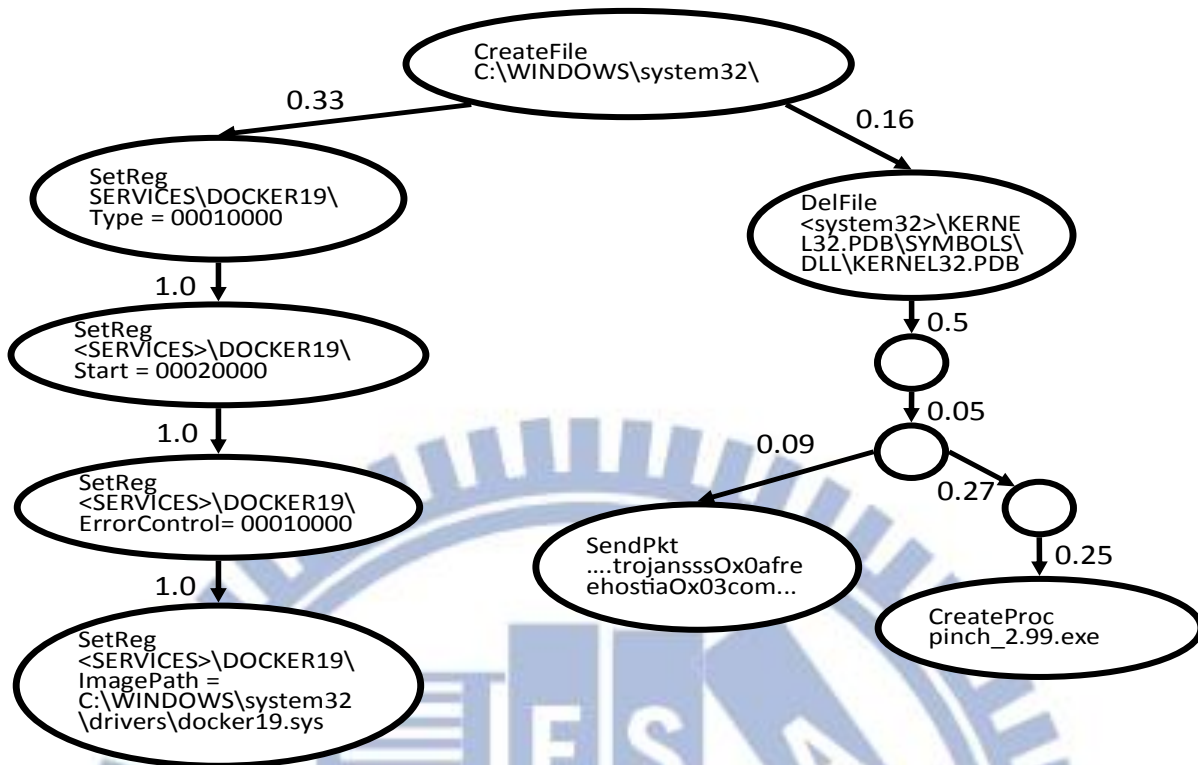 CreateFile
C:\WINDOWS\system32\
0.33
0.16
SetReg
SERVICES\DOCKER19\
Type = 00010000
DelFile
<system32>\KERNE
L32.PDB\SYMBOLS\
DLL\KERNEL32.PDB
1.0
0.5
SetReg
<SERVICES>\DOCKER19\
Start = 00020000
0.05
1.0
0.09
0.27
SetReg
<SERVICES>\DOCKER19\
ErrorControl= 00010000
SendPkt
....trojansssOx0afre
ehostiaOx03com...
0.25
1.0
CreateProc
pinch_2.99.exe
SetReg
<SERVICES>\DOCKER19\
ImagePath =
C:\WINDOWS\system32
\drivers\docker19.sys
E S A